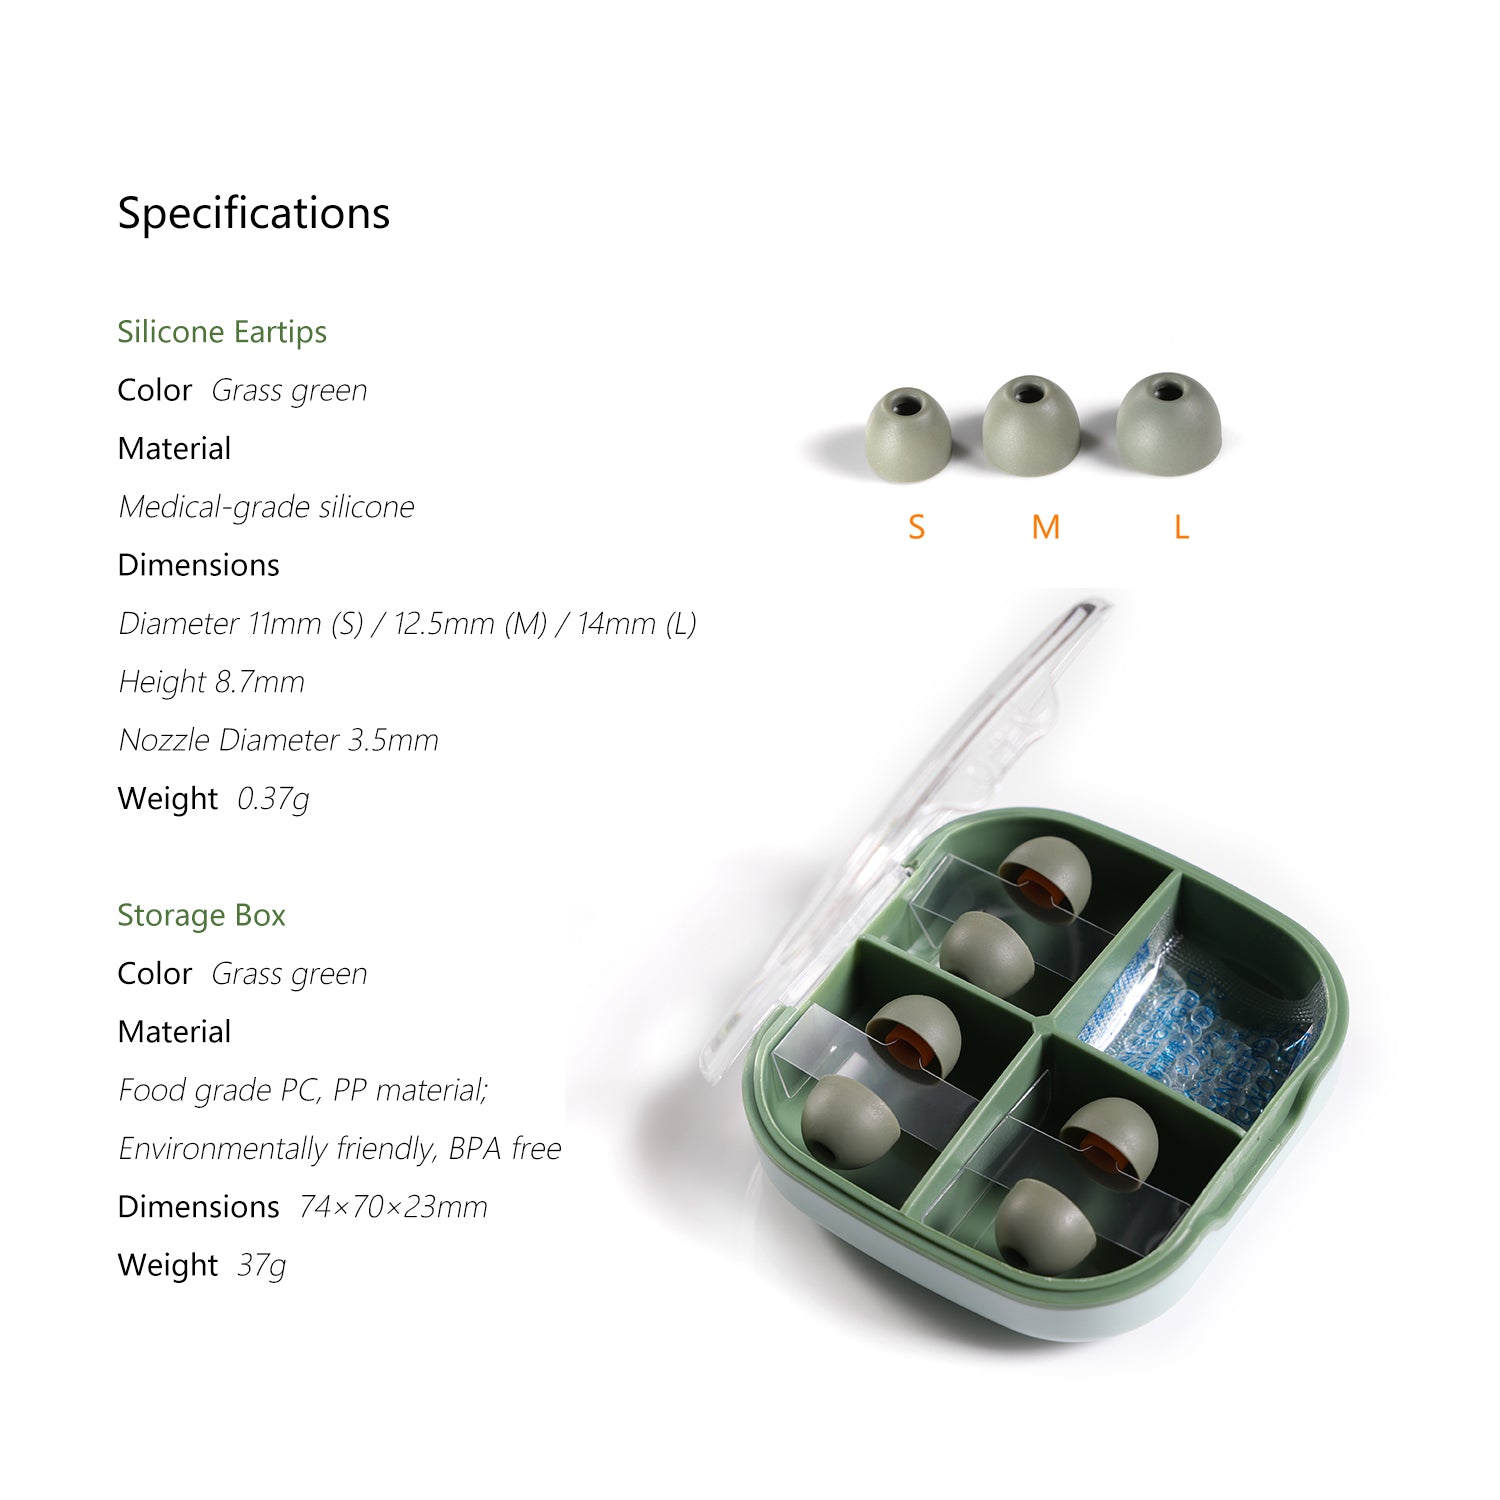 Specifications
Silicone Eartips
Color Grass green
Material
Medical-grade silicone
Dimensions
Diameter 11mm (S) / 12.5mm (M) / 14mm (L)
Height 8.7mm
Nozzle Diameter 3.5mm
Weight 0.37g
Storage Box
Color Grass green
Material
Food grade PC, PP material;
Environmentally friendly, BPA free
Dimensions 74×70×23mm
Weight 37g
S M L